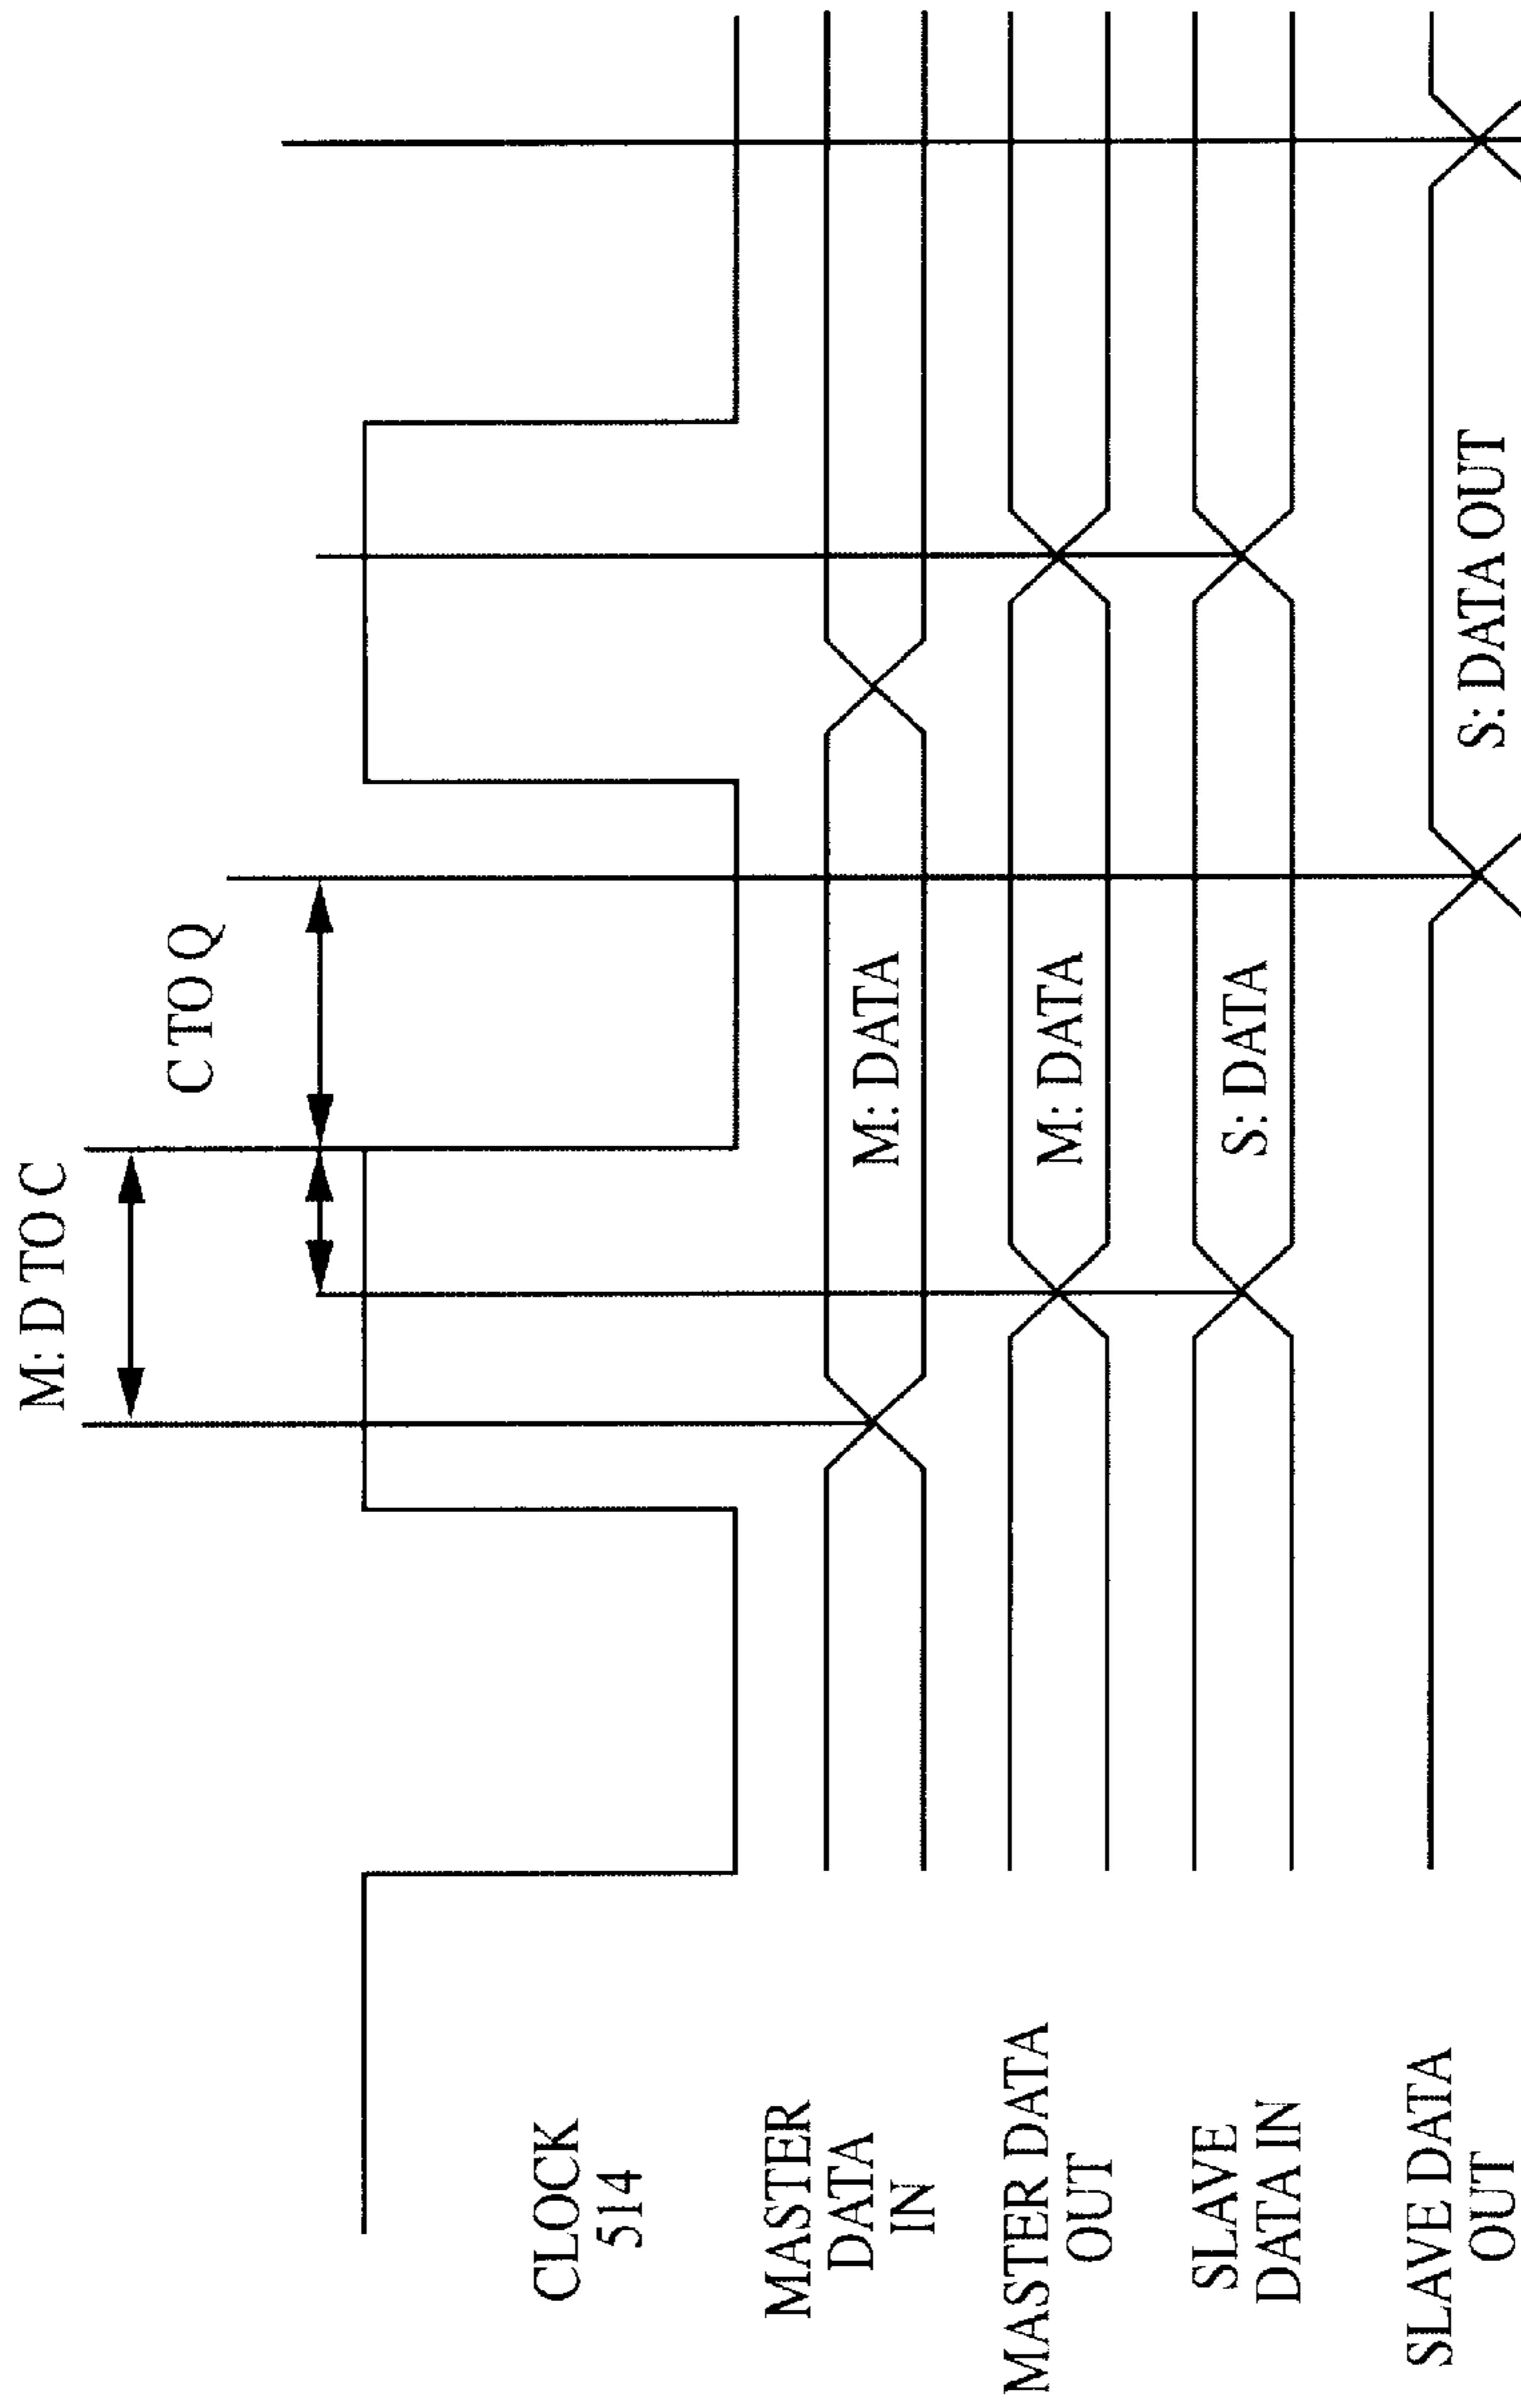 M: D TO C
C TO Q
CLOCK
514
MASTER
DATA
IN
M: DATA
MASTER DATA
OUT
M: DATA
SLAVE
DATA IN
S: DATA
SLAVE DATA
OUT
S: DATA OUT